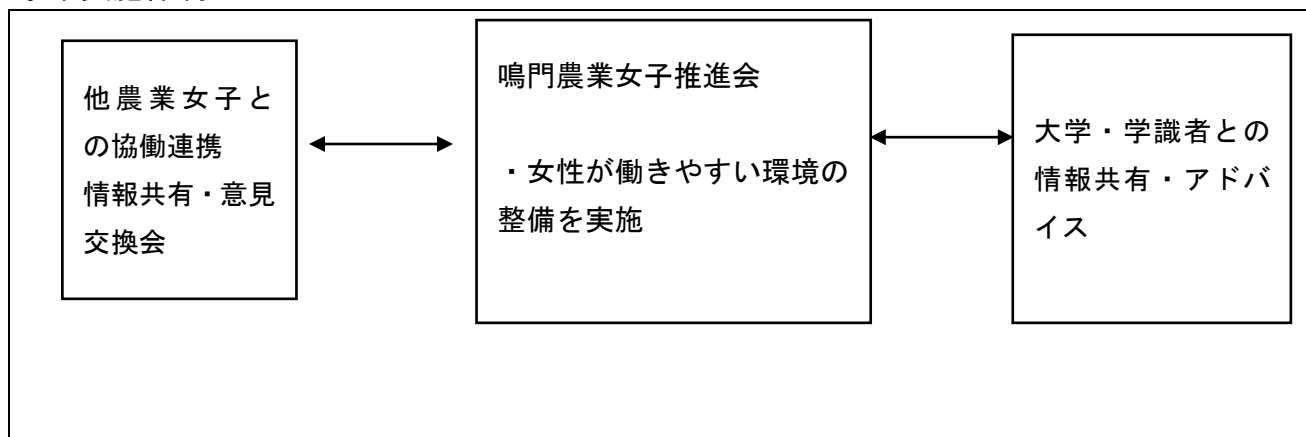 他農業女子と
の協働連携
情報共有・意見
交換会
鳴門農業女子推進会
・女性が働きやすい環境の
整備を実施
大学・学識者との
情報共有・アドバ
イス